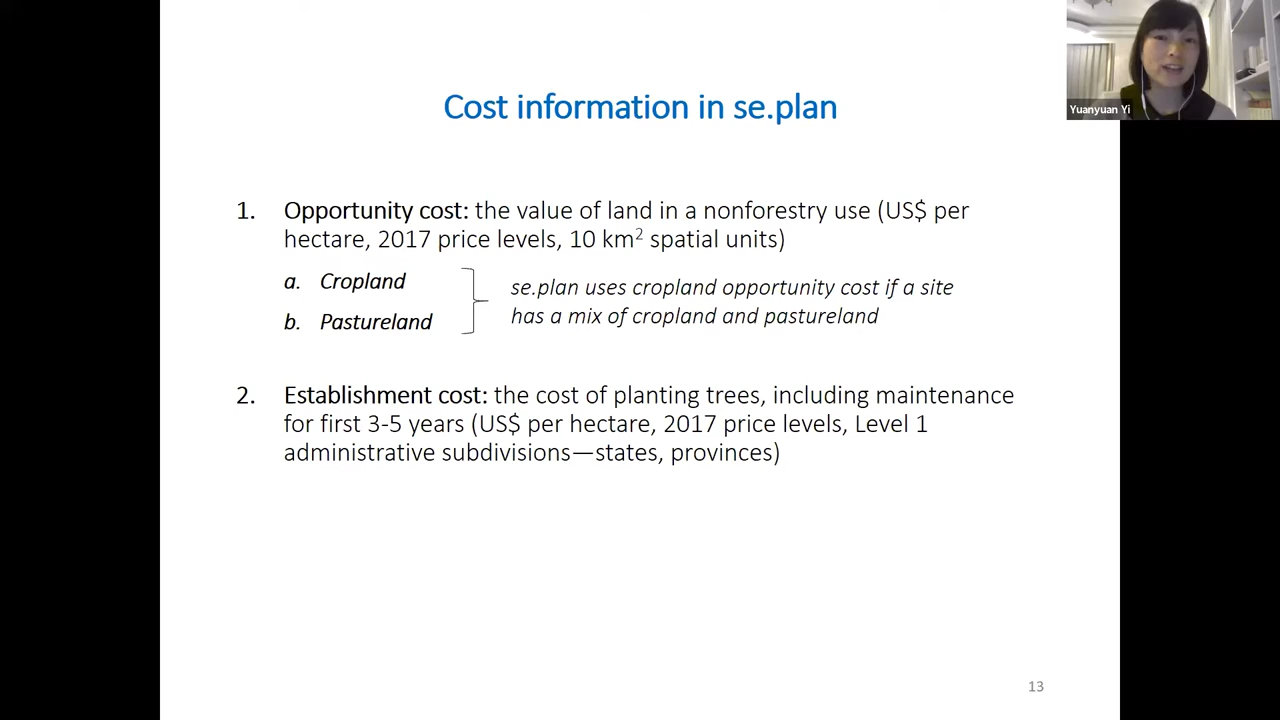 Cost information in se.plan
Yuanyuan Yi
1. Opportunity cost: the value of land in a nonforestry use (US$ per
hectare, 2017 price levels, 10 km² spatial units)
a. Cropland
b. Pastureland
se.plan uses cropland opportunity cost if a site
has a mix of cropland and pastureland
2. Establishment cost: the cost of planting trees, including maintenance
for first 3-5 years (US$ per hectare, 2017 price levels, Level 1
administrative subdivisions—states, provinces)
13